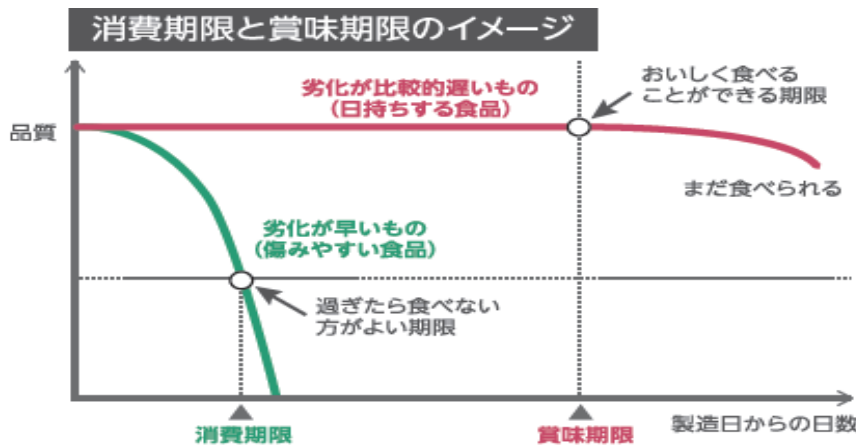 消費期限と賞味期限のイメージ
品質
劣化が比較的遅いもの
(日持ちする食品)
おいしく食べる
ことができる期限
まだ食べられる
劣化が早いもの
(傷みやすい食品)
過ぎたら食べない
方がよい期限
消費期限
賞味期限
製造日からの日数